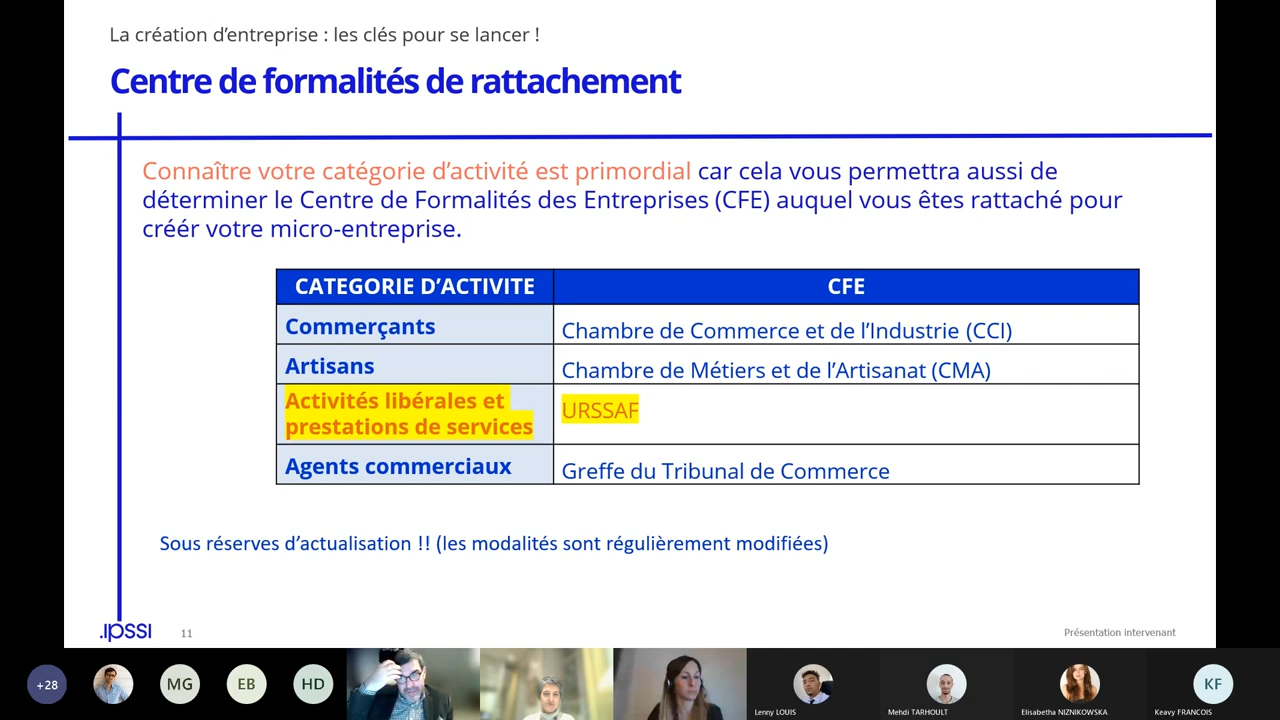 La création d'entreprise : les clés pour se lancer !
Centre de formalités de rattachement
Connaître votre catégorie d'activité est primordial car cela vous permettra aussi de
déterminer le Centre de Formalités des Entreprises (CFE) auquel vous êtes rattaché pour
créér votre micro-entreprise.
CATEGORIE D'ACTIVITE CFE
Commerçants Chambre de Commerce et de l'Industrie (CCI)
Artisans Chambre de Métiers et de l'Artisanat (CMA)
Activités libérales et
prestations de services URSSAF
Agents commerciaux Greffe du Tribunal de Commerce
Sous réserves d'actualisation !! (les modalités sont régulièrement modifiées)
.IPSSI 11 Présentation intervenant
+28 MG EB HD KF
Lenny LOUIS Mehdi TARHOULT Elisabetha NIZNIKOWSKA Keavy FRANCOIS